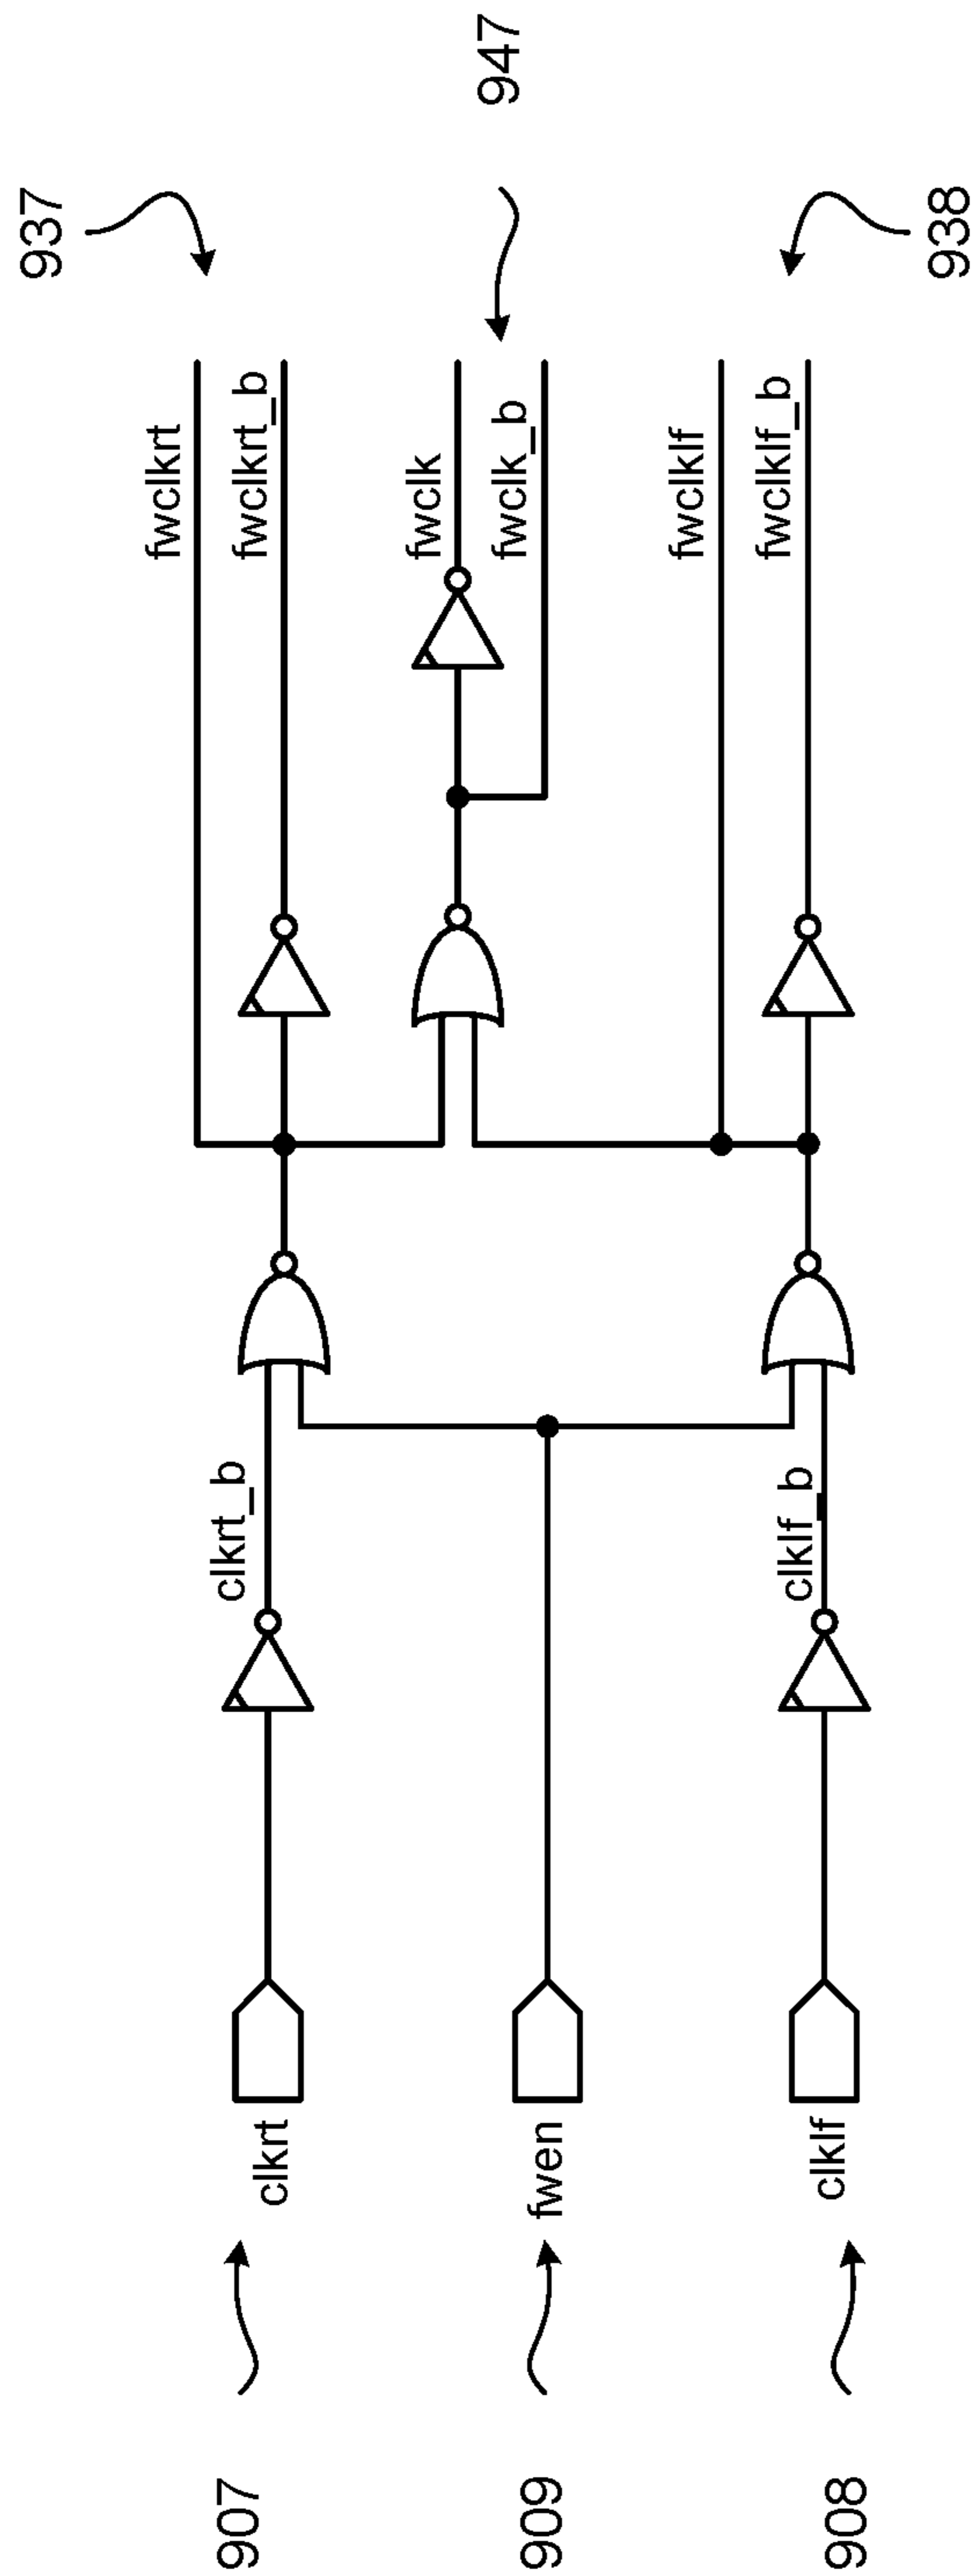 907
clkrt
clkrt_b
fwclkrt
fwclkrt_b
937
909
fwen
fwclk
fwclk_b
947
908
clklf
clklf_b
fwclklf
fwclklf_b
938